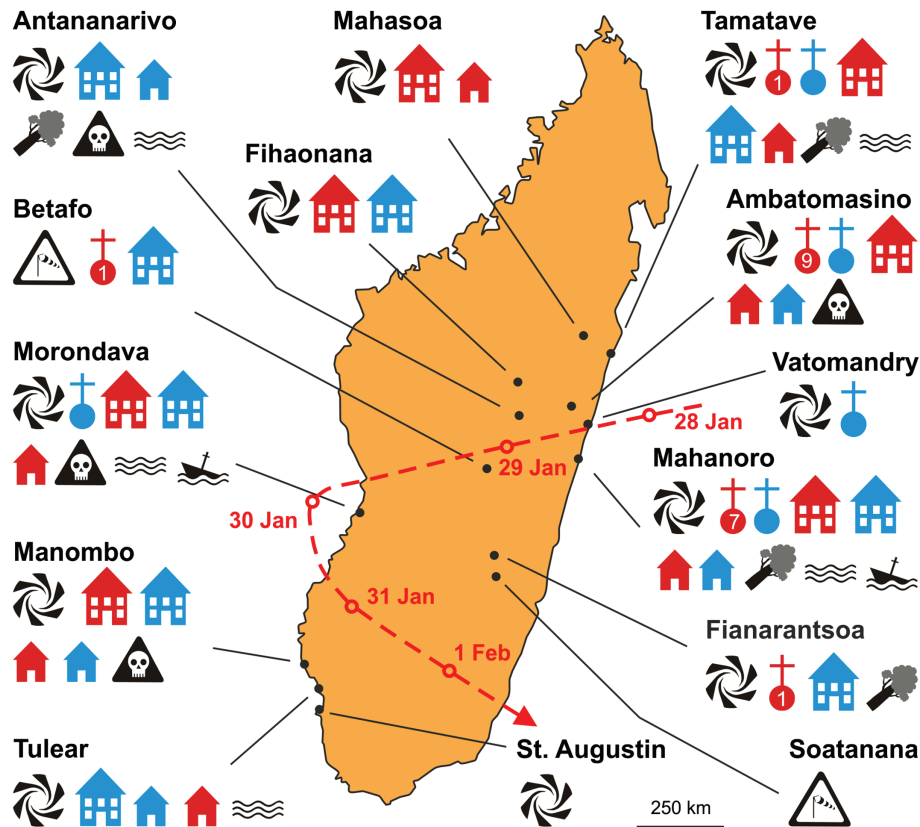 Antananarivo
Mahasoa
Tamatave
1
Fihaonana
Betafo
1
Ambatomasino
9
Morondava
Vatomandry
28 Jan
29 Jan
Mahanoro
7
30 Jan
Manombo
31 Jan
1 Feb
Fianarantsoa
1
Tulear
St. Augustin
Soatanana
250 km